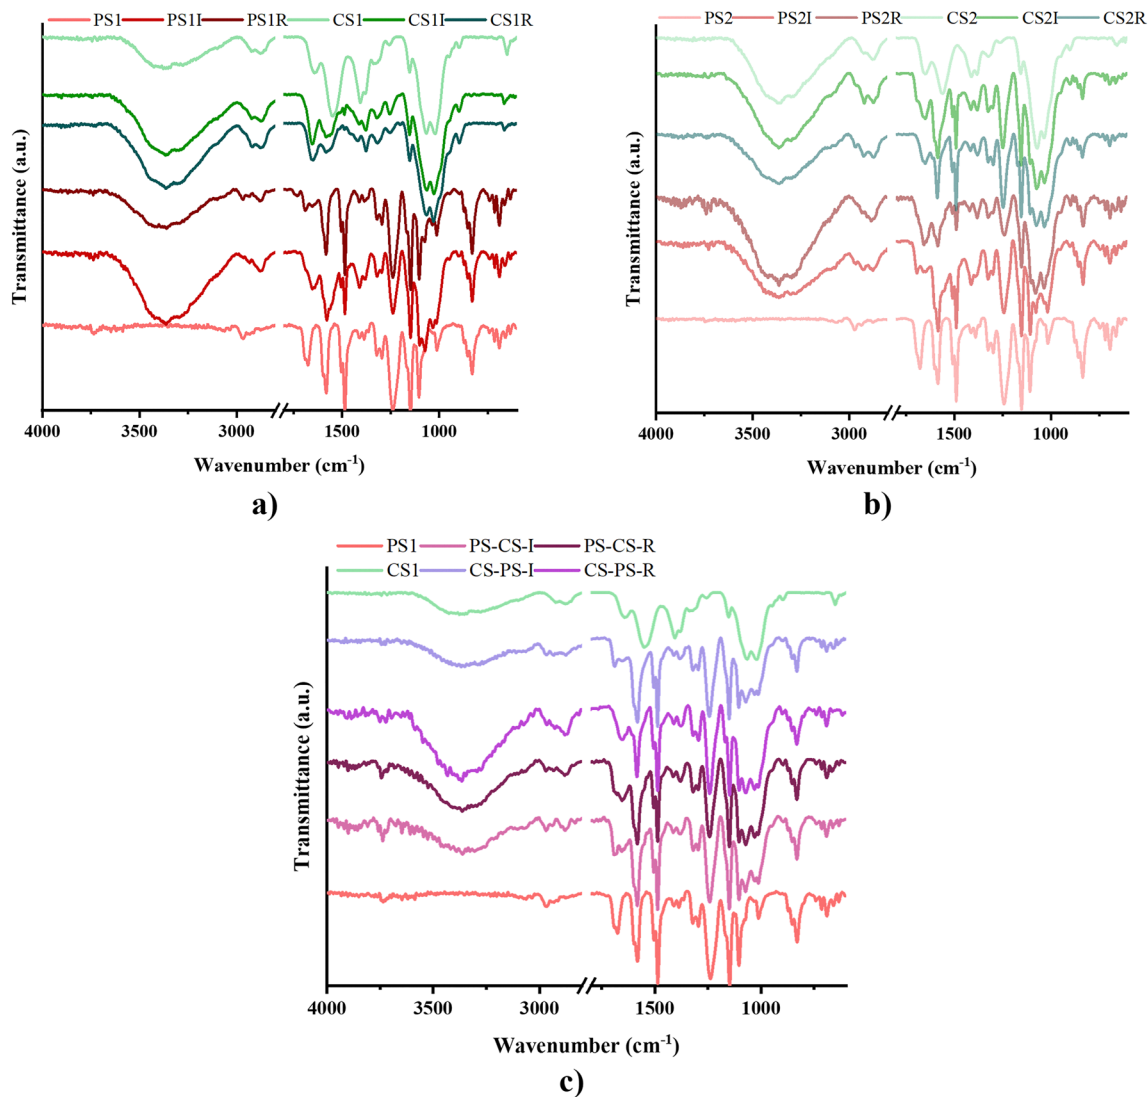 PS1 PS1I PS1R CS1 CS1I CS1R
Transmittance (a.u.)
4000 3500 3000 1500 1000
Wavenumber (cm-1)
a)
PS2 PS2I PS2R CS2 CS2I CS2R
Transmittance (a.u.)
4000 3500 3000 1500 1000
Wavenumber (cm-1)
b)
PS1 PS-CS-I PS-CS-R
CS1 CS-PS-I CS-PS-R
Transmittance (a.u.)
4000 3500 3000 1500 1000
Wavenumber (cm-1)
c)